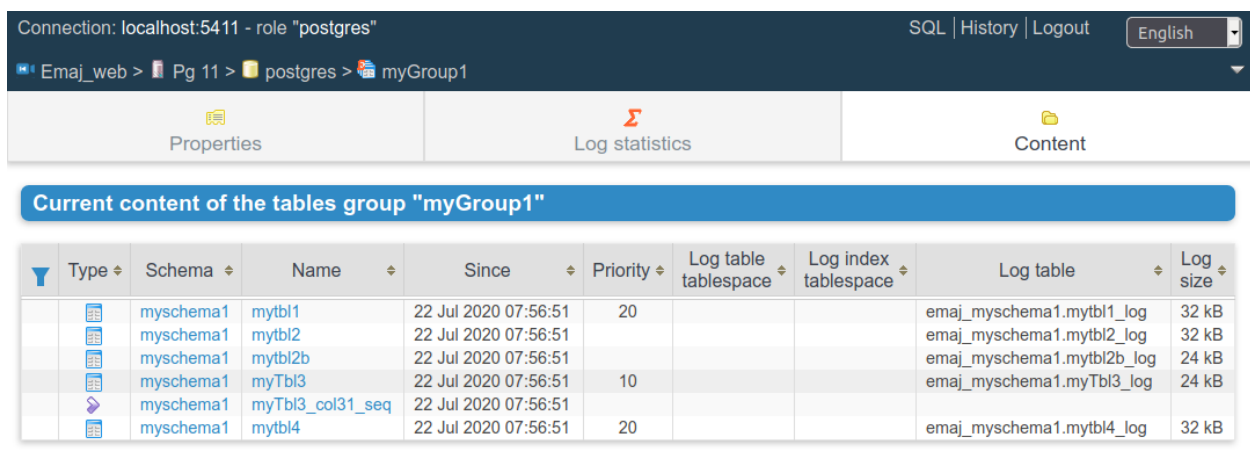 Connection: localhost:5411 - role "postgres" SQL | History | Logout English
Emaj_web > Pg 11 > postgres > myGroup1
Properties Log statistics Content
Current content of the tables group "myGroup1"
Type Schema Name Since Priority Log table tablespace Log index tablespace Log table Log size
myschema1 mytbl1 22 Jul 2020 07:56:51 20 emaj_myschema1.mytbl1_log 32 kB
myschema1 mytbl2 22 Jul 2020 07:56:51 emaj_myschema1.mytbl2_log 32 kB
myschema1 mytbl2b 22 Jul 2020 07:56:51 emaj_myschema1.mytbl2b_log 24 kB
myschema1 myTbl3 22 Jul 2020 07:56:51 10 emaj_myschema1.myTbl3_log 24 kB
myschema1 myTbl3_col31_seq 22 Jul 2020 07:56:51
myschema1 mytbl4 22 Jul 2020 07:56:51 20 emaj_myschema1.mytbl4_log 32 kB